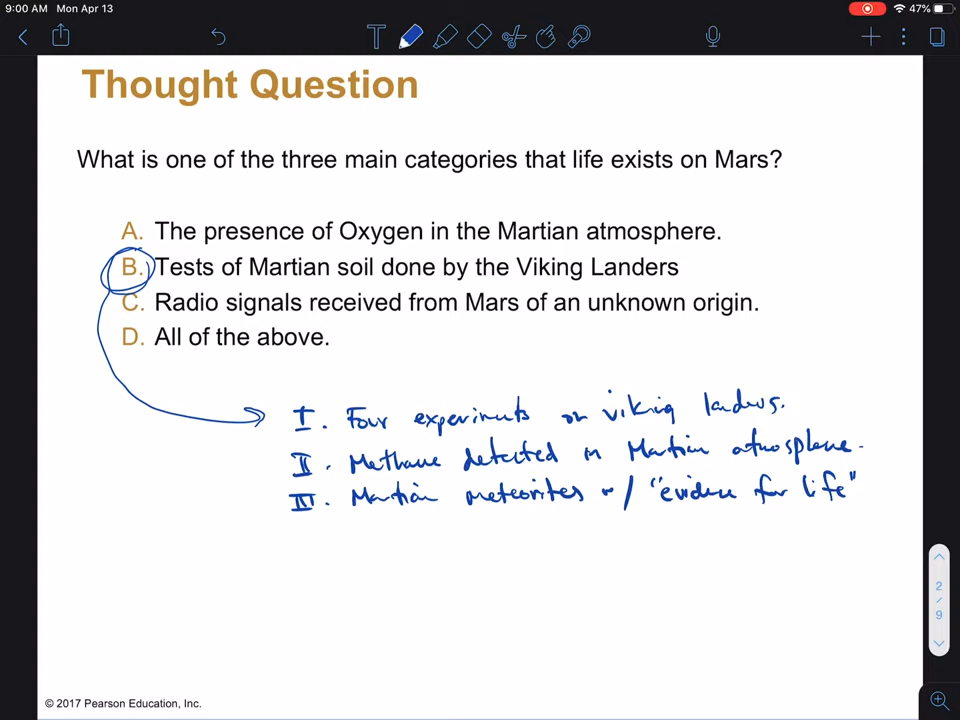 9:00 AM Mon Apr 13 47%
Thought Question
What is one of the three main categories that life exists on Mars?
A. The presence of Oxygen in the Martian atmosphere.
B. Tests of Martian soil done by the Viking Landers
C. Radio signals received from Mars of an unknown origin.
D. All of the above.
I. Four experiments on viking landers.
II. Methane detected in Martian atmosphere.
III. Martian meteorites w/ "evidence for life"
2
/
9
© 2017 Pearson Education, Inc.